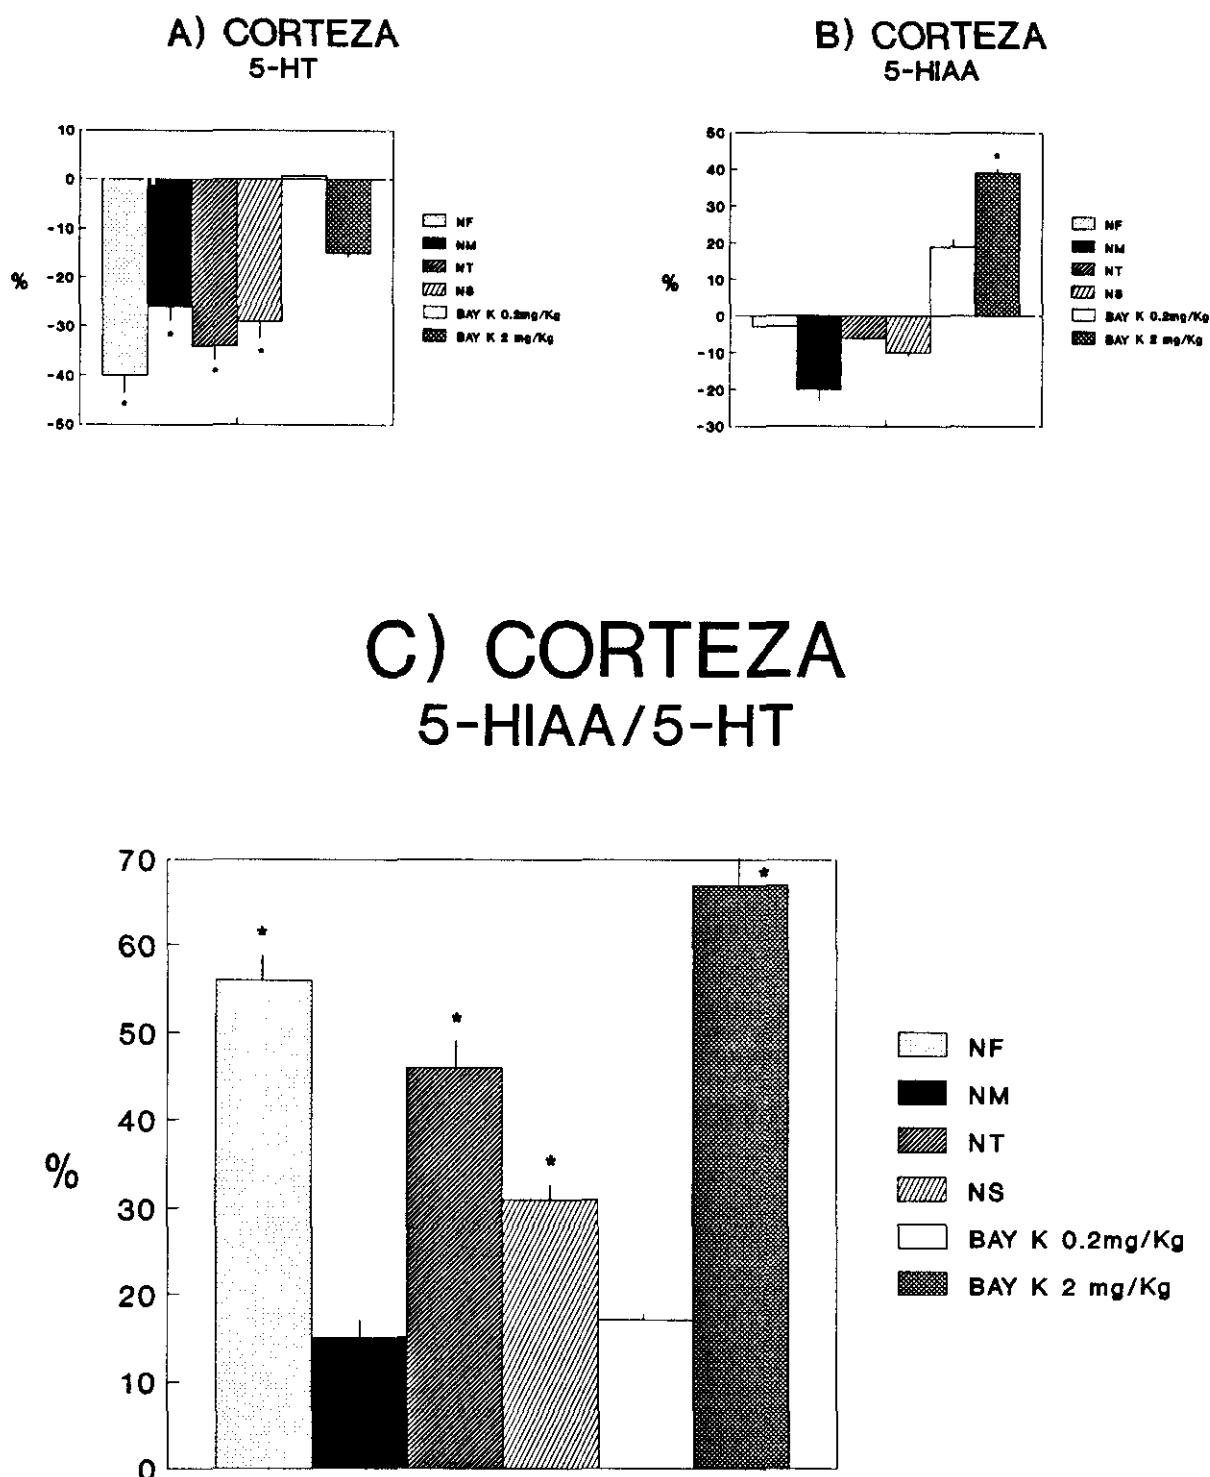 A) CORTEZA
5-HT
10
0
-10
-20
-30
-40
-50
%
*
*
*
*
NF
NM
NT
NS
BAY K 0.2mg/Kg
BAY K 2 mg/Kg
B) CORTEZA
5-HIAA
50
40
30
20
10
0
-10
-20
-30
%
*
NF
NM
NT
NS
BAY K 0.2mg/Kg
BAY K 2 mg/Kg
C) CORTEZA
5-HIAA/5-HT
70
60
50
40
30
20
10
0
%
*
*
*
*
NF
NM
NT
NS
BAY K 0.2mg/Kg
BAY K 2 mg/Kg